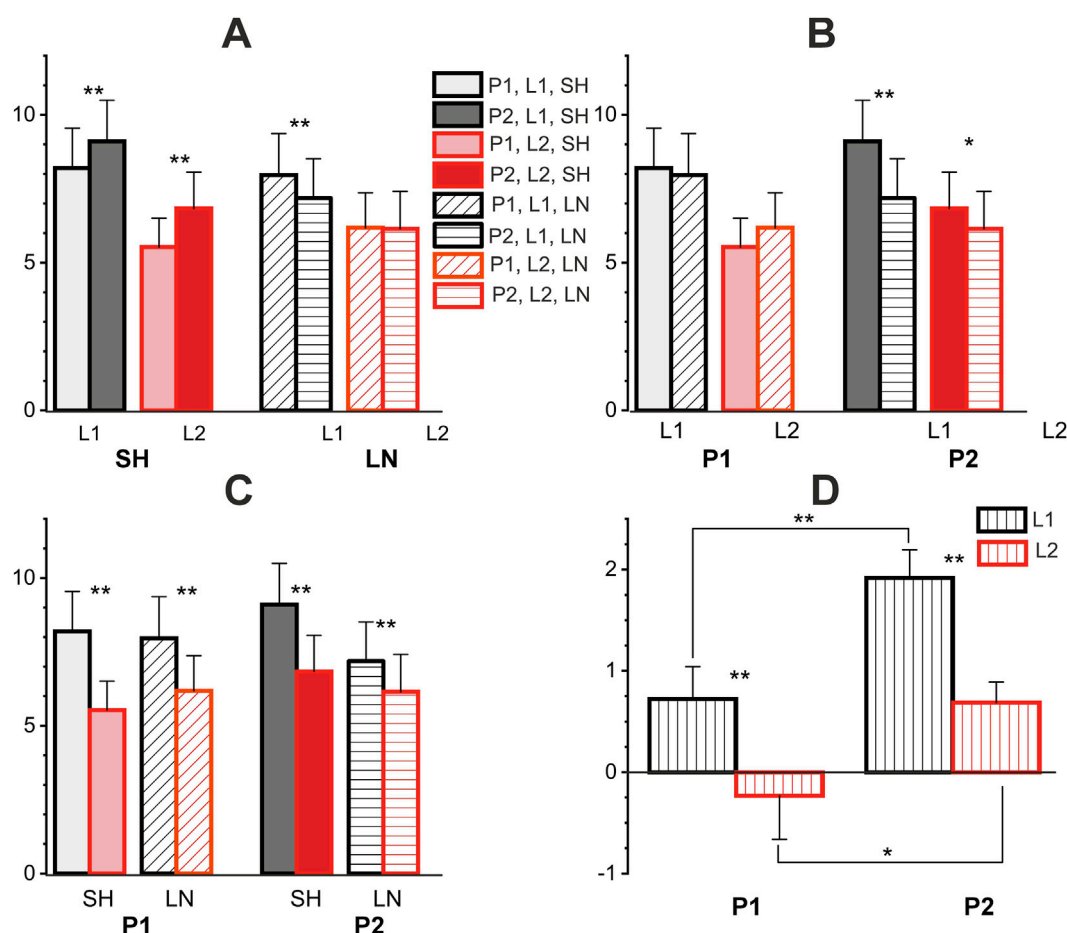 A
10
5
0
**
**
**
L1
L2
L1
L2
SH
LN
P1, L1, SH
P2, L1, SH
P1, L2, SH
P2, L2, SH
P1, L1, LN
P2, L1, LN
P1, L2, LN
P2, L2, LN
B
10
5
0
**
*
L1
L2
L1
L2
P1
P2
C
10
5
0
**
**
**
**
SH
LN
SH
LN
P1
P2
D
L1
L2
2
1
0
-1
**
**
**
*
P1
P2